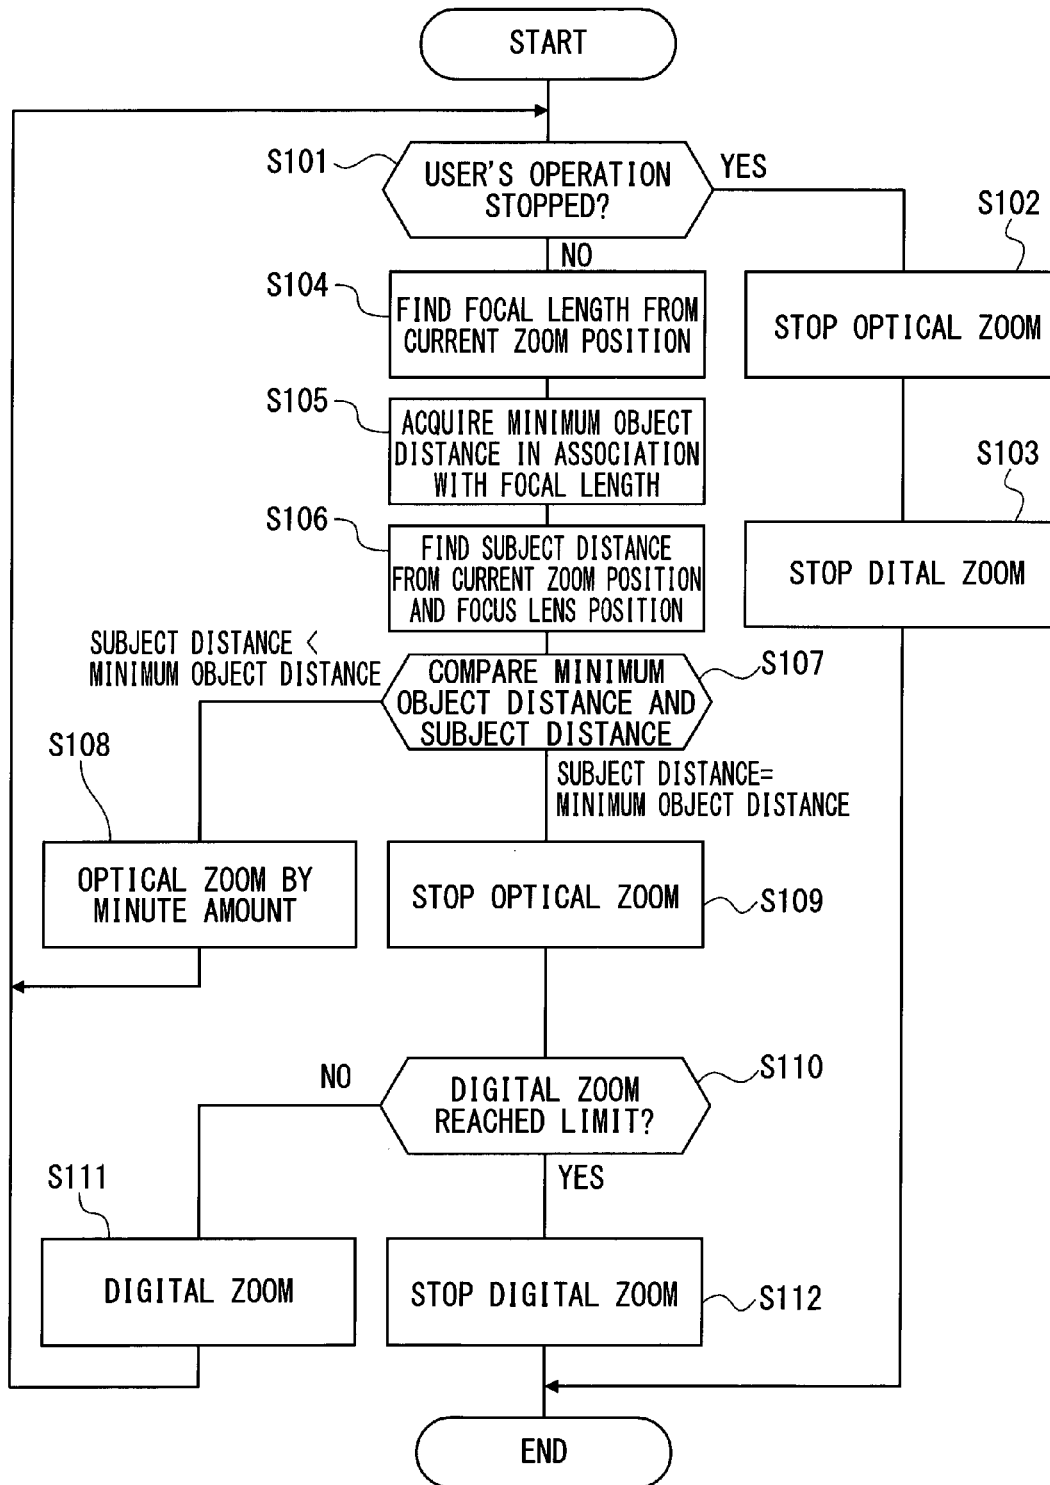 START
S101
USER'S OPERATION
STOPPED?
YES
NO
S102
STOP OPTICAL ZOOM
S104
FIND FOCAL LENGTH FROM
CURRENT ZOOM POSITION
S105
ACQUIRE MINIMUM OBJECT
DISTANCE IN ASSOCIATION
WITH FOCAL LENGTH
S103
STOP DITAL ZOOM
S106
FIND SUBJECT DISTANCE
FROM CURRENT ZOOM POSITION
AND FOCUS LENS POSITION
SUBJECT DISTANCE <
MINIMUM OBJECT DISTANCE
S107
COMPARE MINIMUM
OBJECT DISTANCE AND
SUBJECT DISTANCE
SUBJECT DISTANCE=
MINIMUM OBJECT DISTANCE
S108
OPTICAL ZOOM BY
MINUTE AMOUNT
STOP OPTICAL ZOOM
S109
S110
DIGITAL ZOOM
REACHED LIMIT?
NO
YES
S111
DIGITAL ZOOM
STOP DIGITAL ZOOM
S112
END